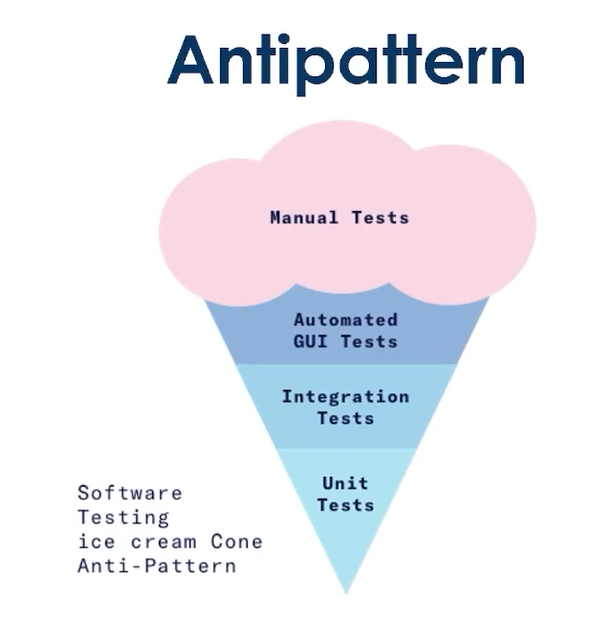 Antipattern
Manual Tests
Automated
GUI Tests
Integration
Tests
Unit
Tests
Software
Testing
ice cream Cone
Anti-Pattern